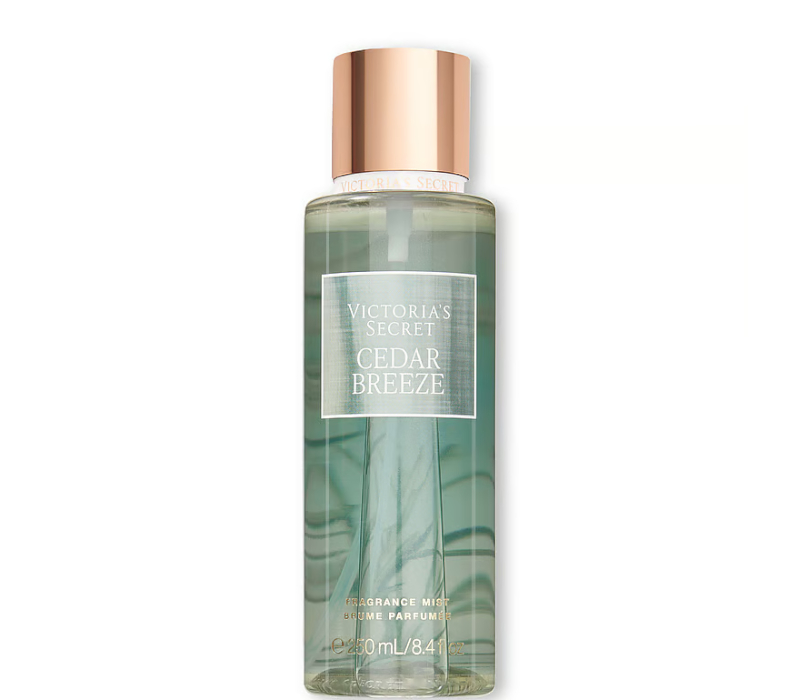 VICTORIA'S SECRET
VICTORIA'S
SECRET
CEDAR
BREEZE
FRAGRANCE MIST
BRUME PARFUMÉE
℮250 mL/8.4 fl oz